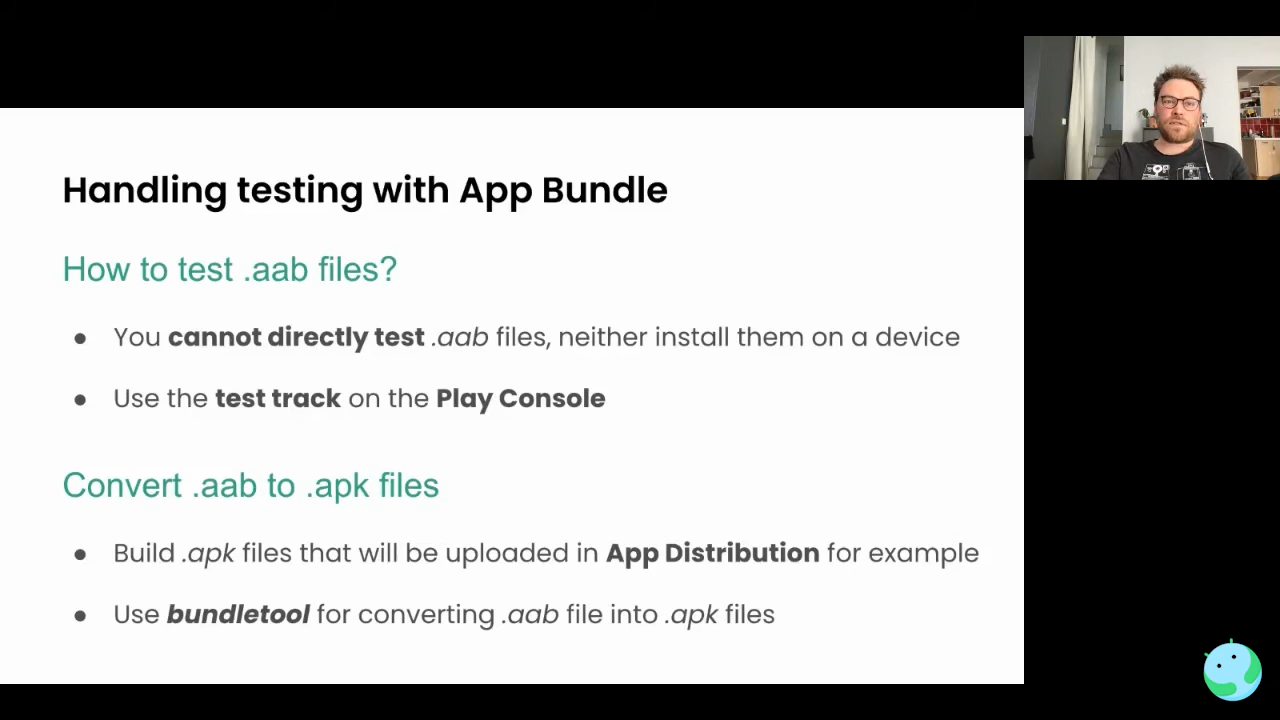 Handling testing with App Bundle
How to test .aab files?
● You cannot directly test .aab files, neither install them on a device
● Use the test track on the Play Console
Convert .aab to .apk files
● Build .apk files that will be uploaded in App Distribution for example
● Use bundletool for converting .aab file into .apk files